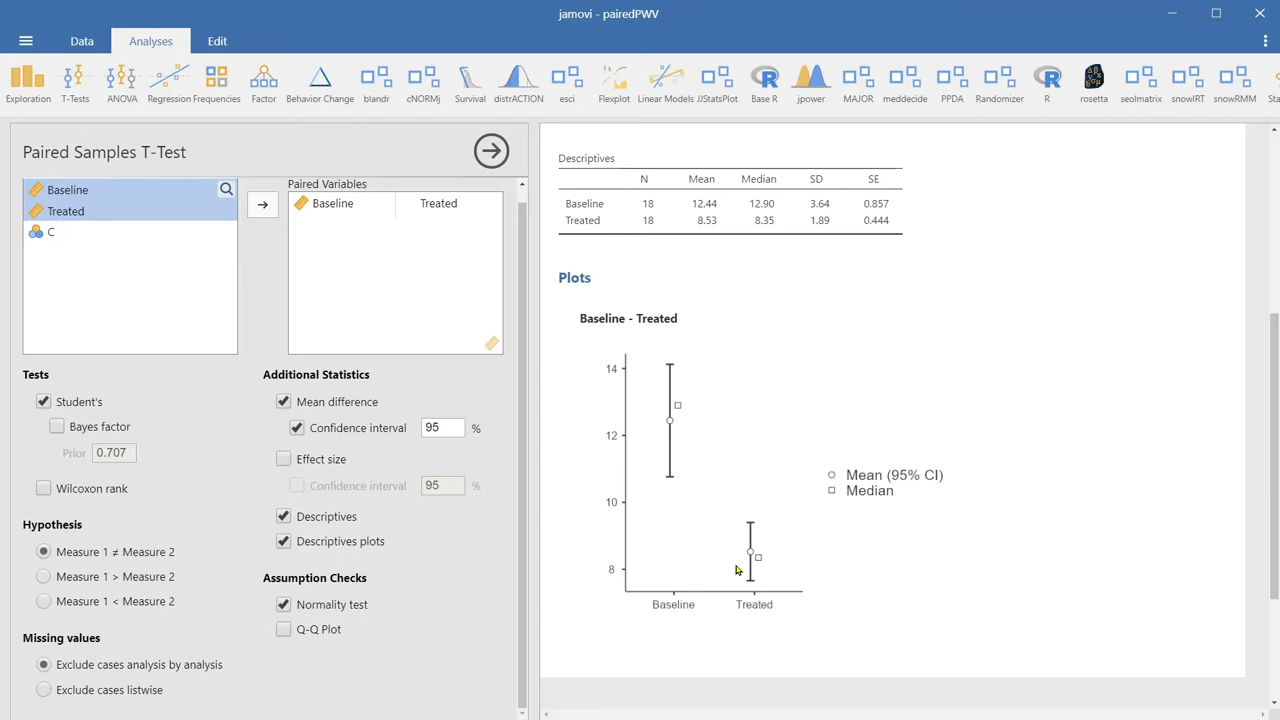 jamovi - pairedPWV
Data Analyses Edit
Exploration T-Tests ANOVA Regression Frequencies Factor Behavior Change blandr cNORMj Survival distrACTION esci Flexplot Linear Models JJStatsPlot Base R jpower MAJOR meddecide PPDA Randomizer R rosetta seolmatrix snowIRT snowRMM
Paired Samples T-Test
Baseline
Treated
C
Paired Variables
Baseline Treated
Tests
Student's
Bayes factor
Prior 0.707
Wilcoxon rank
Hypothesis
Measure 1 ≠ Measure 2
Measure 1 > Measure 2
Measure 1 < Measure 2
Missing values
Exclude cases analysis by analysis
Exclude cases listwise
Additional Statistics
Mean difference
Confidence interval 95 %
Effect size
Confidence interval 95 %
Descriptives
Descriptives plots
Assumption Checks
Normality test
Q-Q Plot
Descriptives
N Mean Median SD SE
Baseline 18 12.44 12.90 3.64 0.857
Treated 18 8.53 8.35 1.89 0.444
Plots
Baseline - Treated
14
12
10
8
Baseline Treated
Mean (95% CI)
Median